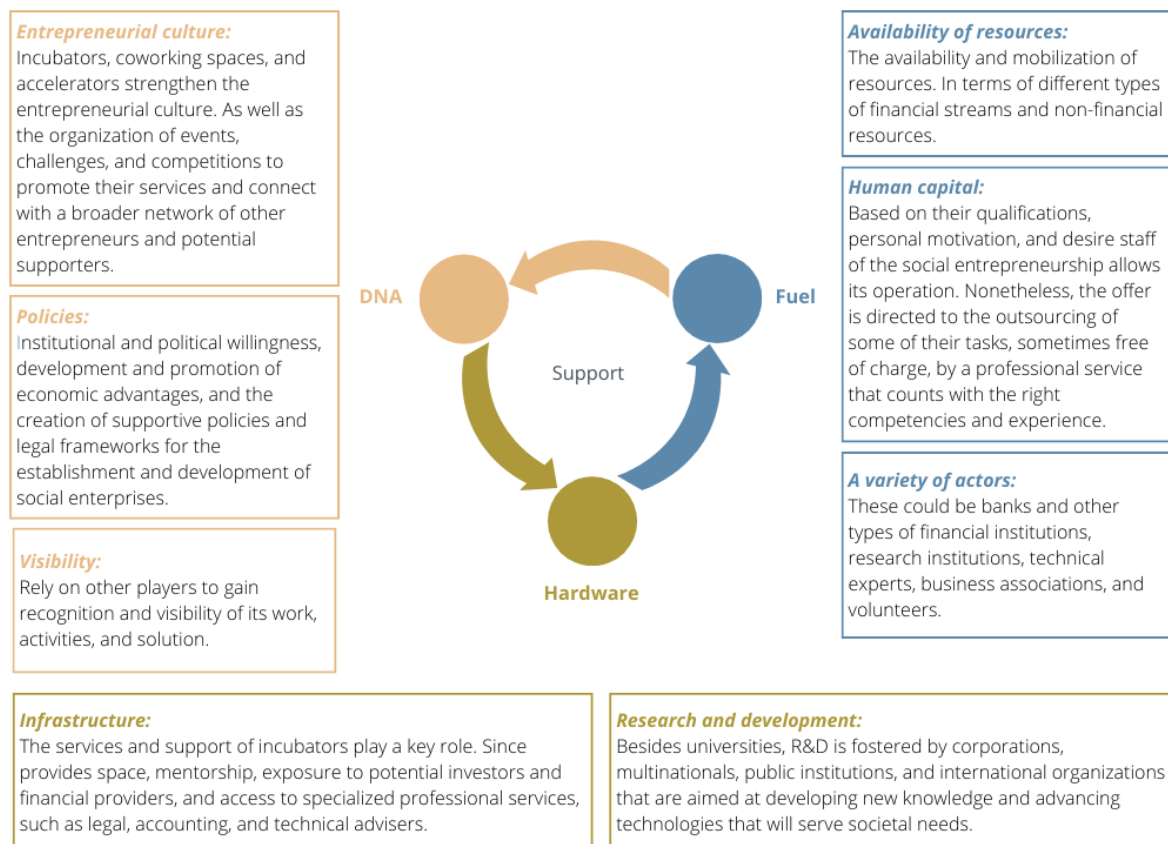 Entrepreneurial culture:
Incubators, coworking spaces, and
accelerators strengthen the
entrepreneurial culture. As well as
the organization of events,
challenges, and competitions to
promote their services and connect
with a broader network of other
entrepreneurs and potential
supporters.
Policies:
Institutional and political willingness,
development and promotion of
economic advantages, and the
creation of supportive policies and
legal frameworks for the
establishment and development of
social enterprises.
Visibility:
Rely on other players to gain
recognition and visibility of its work,
activities, and solution.
DNA
Fuel
Support
Hardware
Availability of resources:
The availability and mobilization of
resources. In terms of different types
of financial streams and non-financial
resources.
Human capital:
Based on their qualifications,
personal motivation, and desire staff
of the social entrepreneurship allows
its operation. Nonetheless, the offer
is directed to the outsourcing of
some of their tasks, sometimes free
of charge, by a professional service
that counts with the right
competencies and experience.
A variety of actors:
These could be banks and other
types of financial institutions,
research institutions, technical
experts, business associations, and
volunteers.
Infrastructure:
The services and support of incubators play a key role. Since
provides space, mentorship, exposure to potential investors and
financial providers, and access to specialized professional services,
such as legal, accounting, and technical advisers.
Research and development:
Besides universities, R&D is fostered by corporations,
multinationals, public institutions, and international organizations
that are aimed at developing new knowledge and advancing
technologies that will serve societal needs.